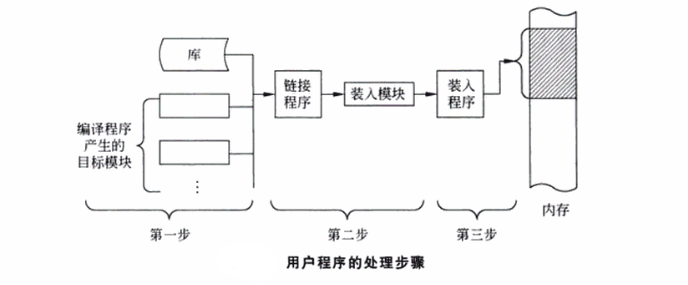 库
编译程序
产生的
目标模块
⋮
链接
程序
装入模块
装入
程序
内存
第一步
第二步
第三步
用户程序的处理步骤